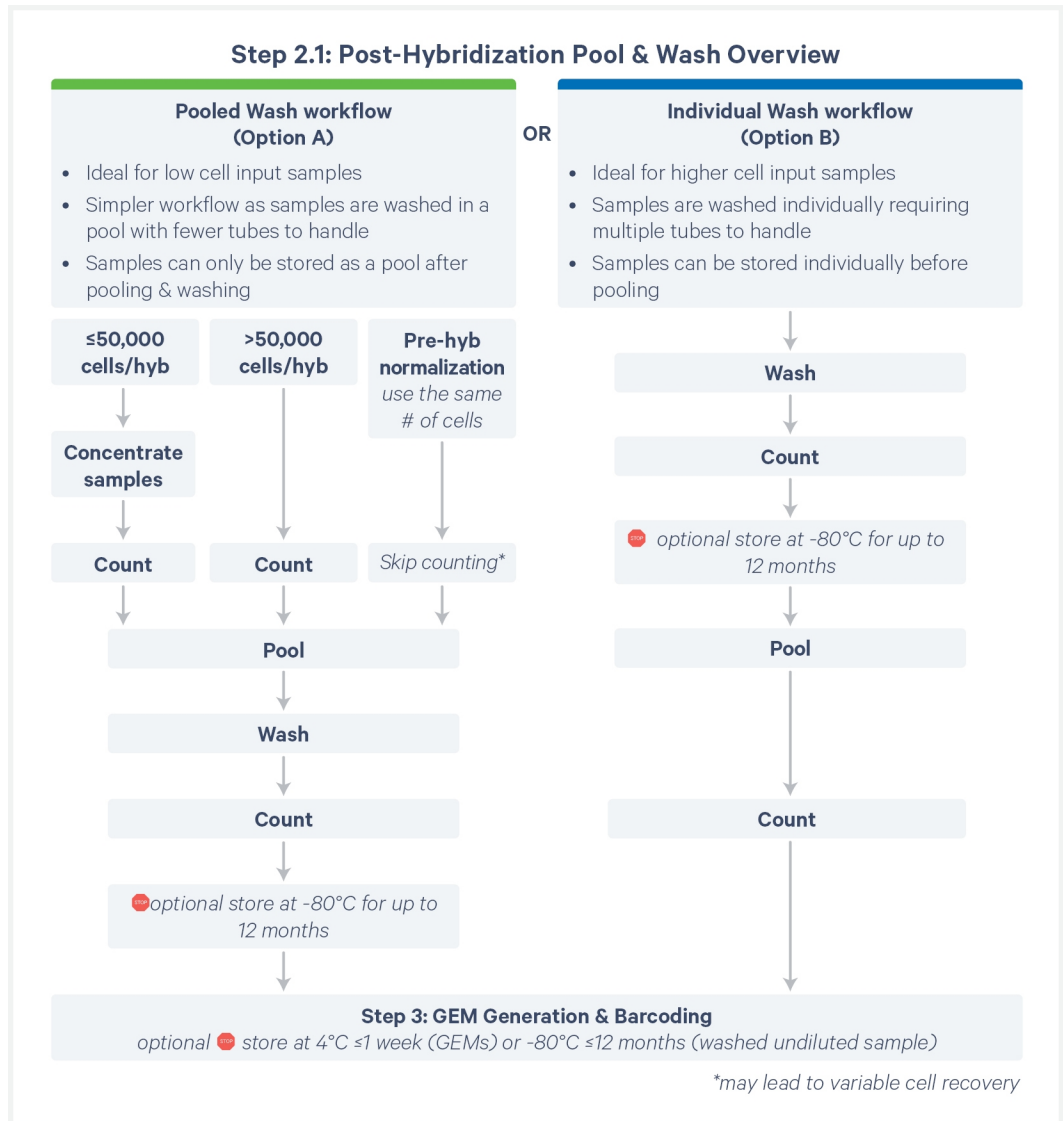 Step 2.1: Post-Hybridization Pool & Wash Overview
Pooled Wash workflow
(Option A)
• Ideal for low cell input samples
• Simpler workflow as samples are washed in a
pool with fewer tubes to handle
• Samples can only be stored as a pool after
pooling & washing
OR
Individual Wash workflow
(Option B)
• Ideal for higher cell input samples
• Samples are washed individually requiring
multiple tubes to handle
• Samples can be stored individually before
pooling
≤50,000
cells/hyb
Concentrate
samples
Count
>50,000
cells/hyb
Count
Pre-hyb
normalization
use the same
# of cells
Skip counting*
Pool
Wash
Count
STOP optional store at -80°C for up to
12 months
Wash
Count
STOP optional store at -80°C for up to
12 months
Pool
Count
Step 3: GEM Generation & Barcoding
optional STOP store at 4°C ≤1 week (GEMs) or -80°C ≤12 months (washed undiluted sample)
*may lead to variable cell recovery